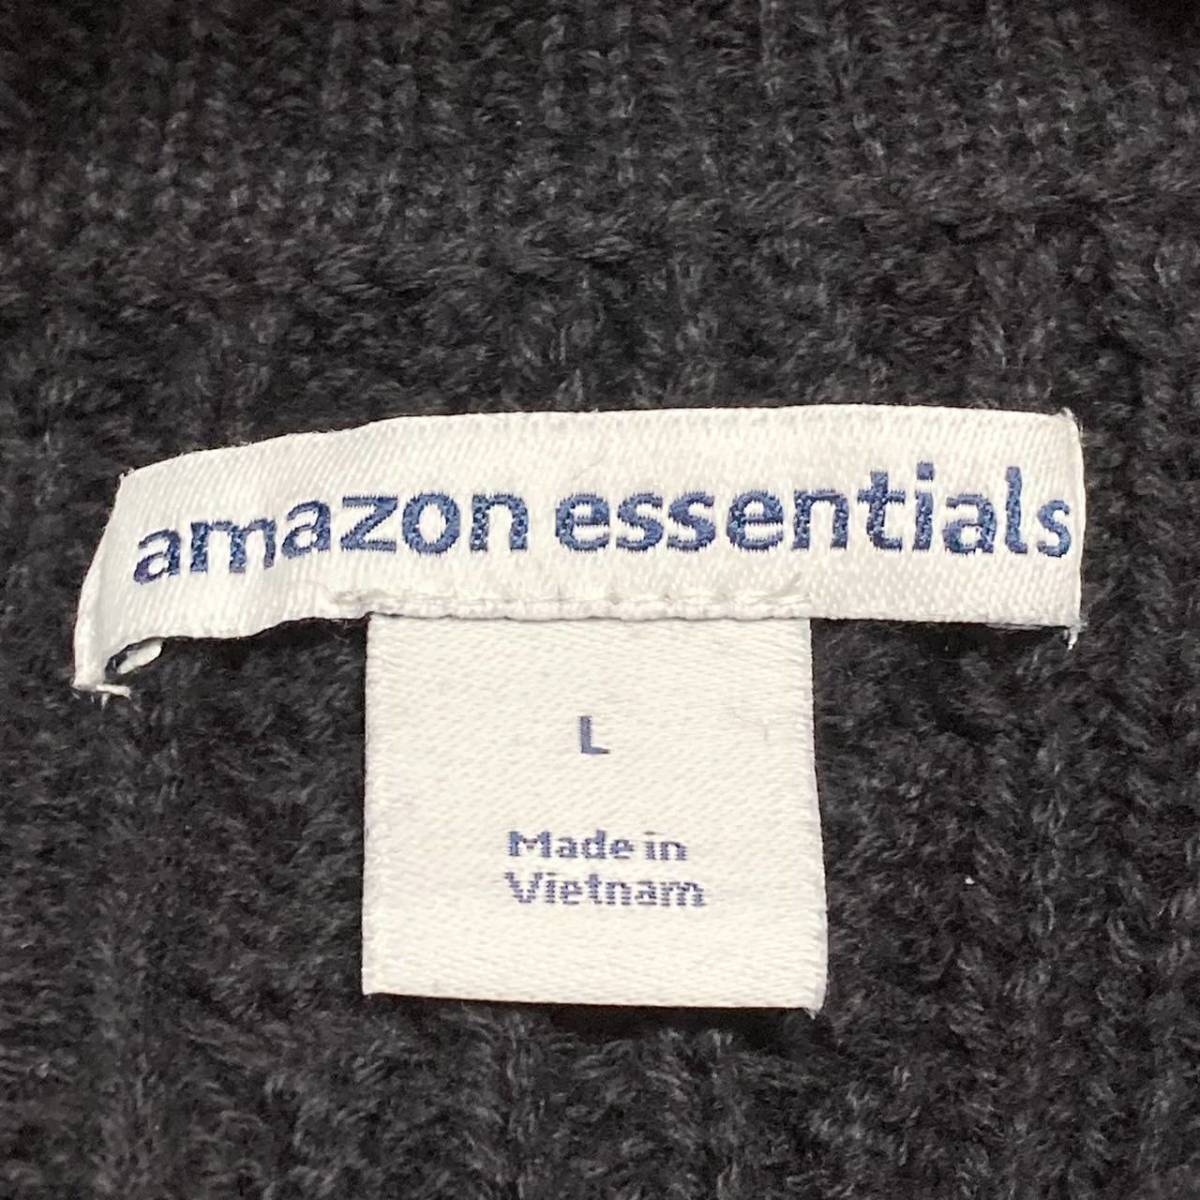 amazon essentials
L
Made in
Vietnam